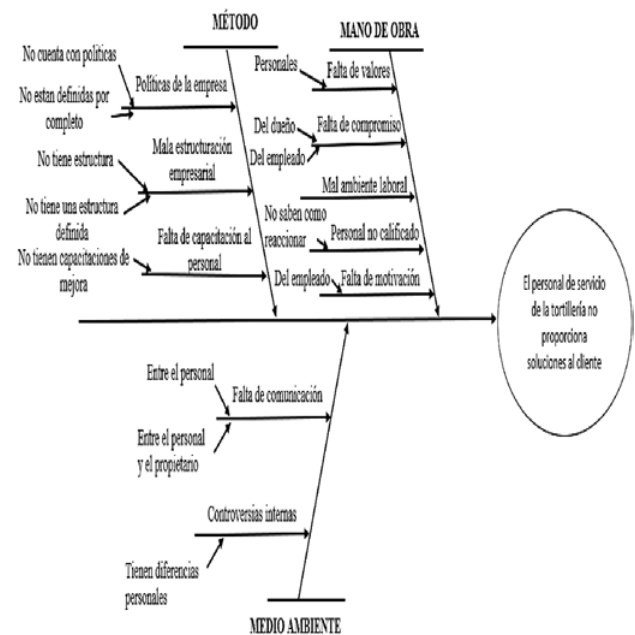 MÉTODO
No cuenta con politicas
Políticas de la empresa
No estan definidas por
completo
No tiene estructura
Mala estructuración
empresarial
No tiene una estructura
definida
Falta de capacitación al
personal
No tienen capacitaciones de
mejora
MANO DE OBRA
Personales
Falta de valores
Del dueño
Falta de compromiso
Del empleado
Mal ambiente laboral
No saben como
reaccionar
Personal no calificado
Del empleado
Falta de motivación
El personal de servicio
de la tortillería no
proporciona
soluciones al cliente
Entre el personal
Falta de comunicación
Entre el personal
y el propietario
Controversias internas
Tienen diferencias
personales
MEDIO AMBIENTE